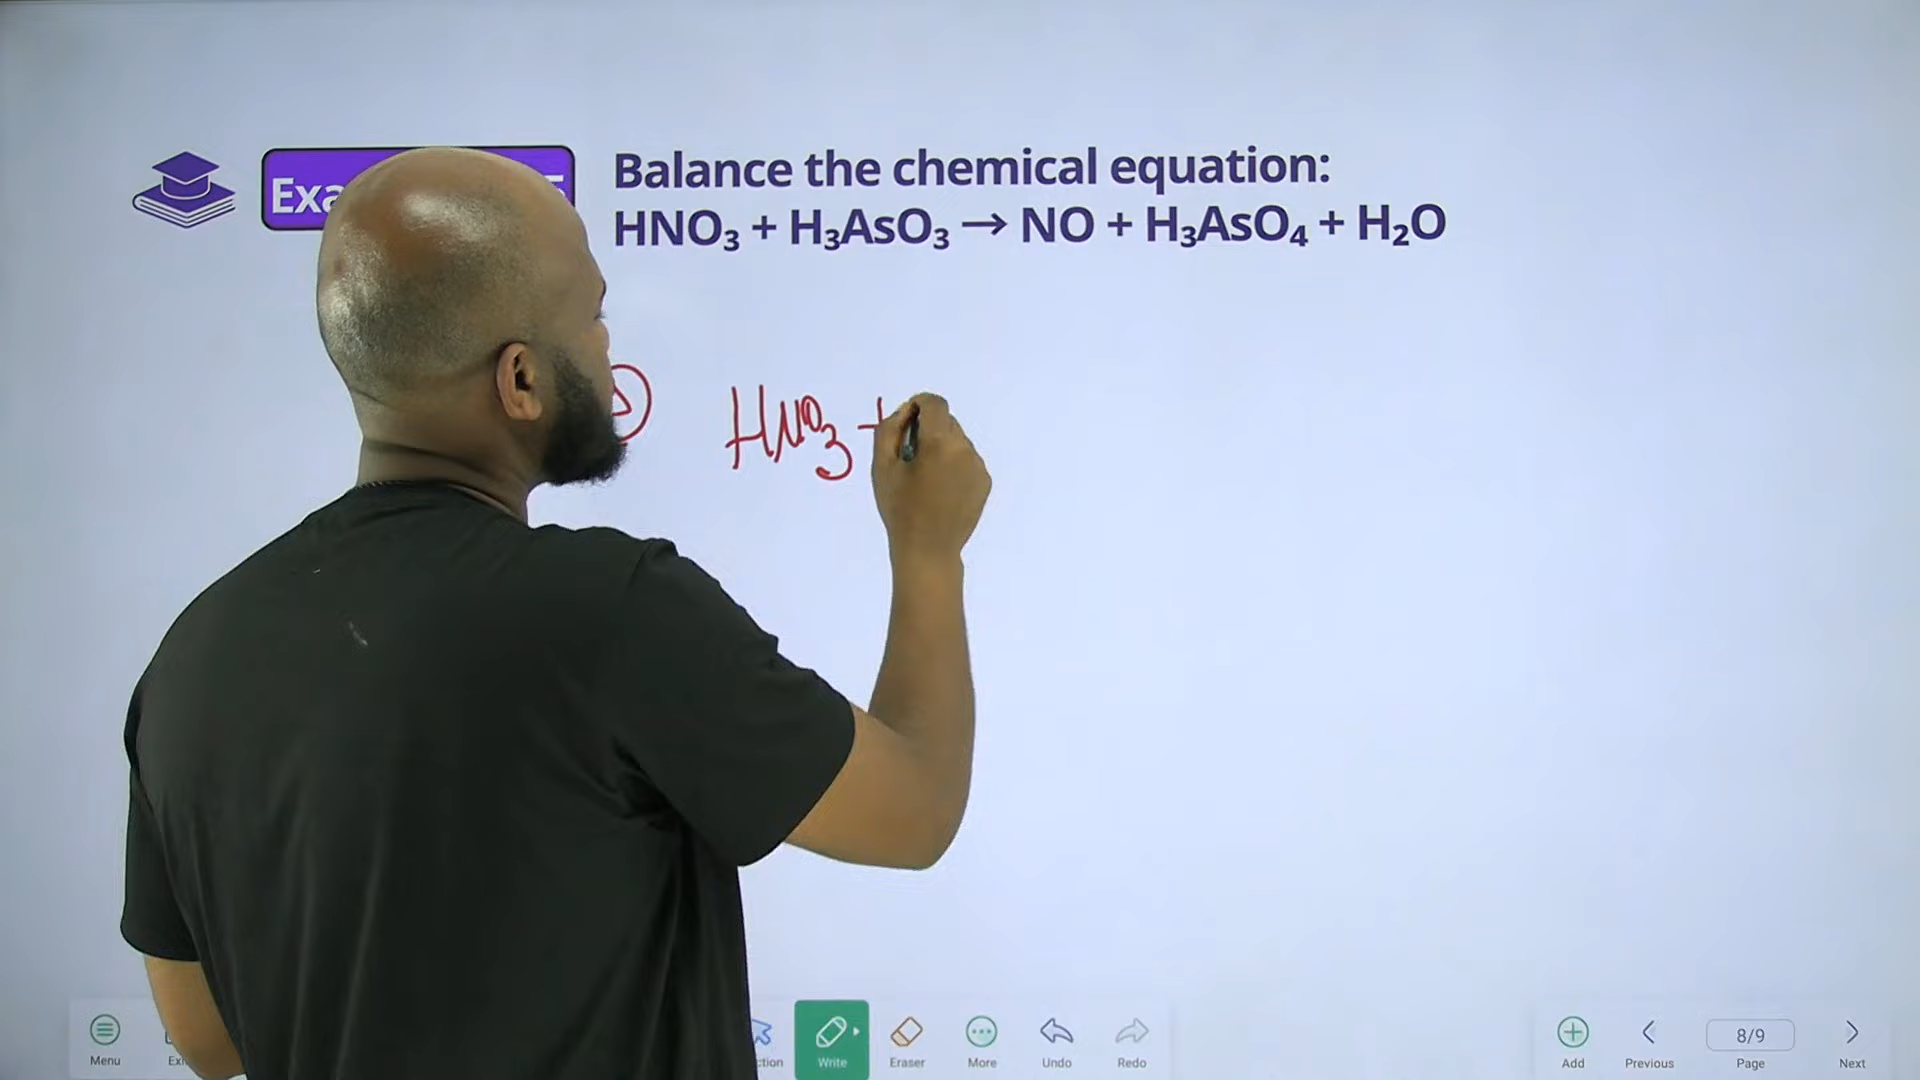 Balance the chemical equation:
HNO₃ + H₃AsO₃ → NO + H₃AsO₄ + H₂O
HNO₃ +
Menu
Write
Eraser
More
Undo
Redo
Add
Previous
8/9
Page
Next